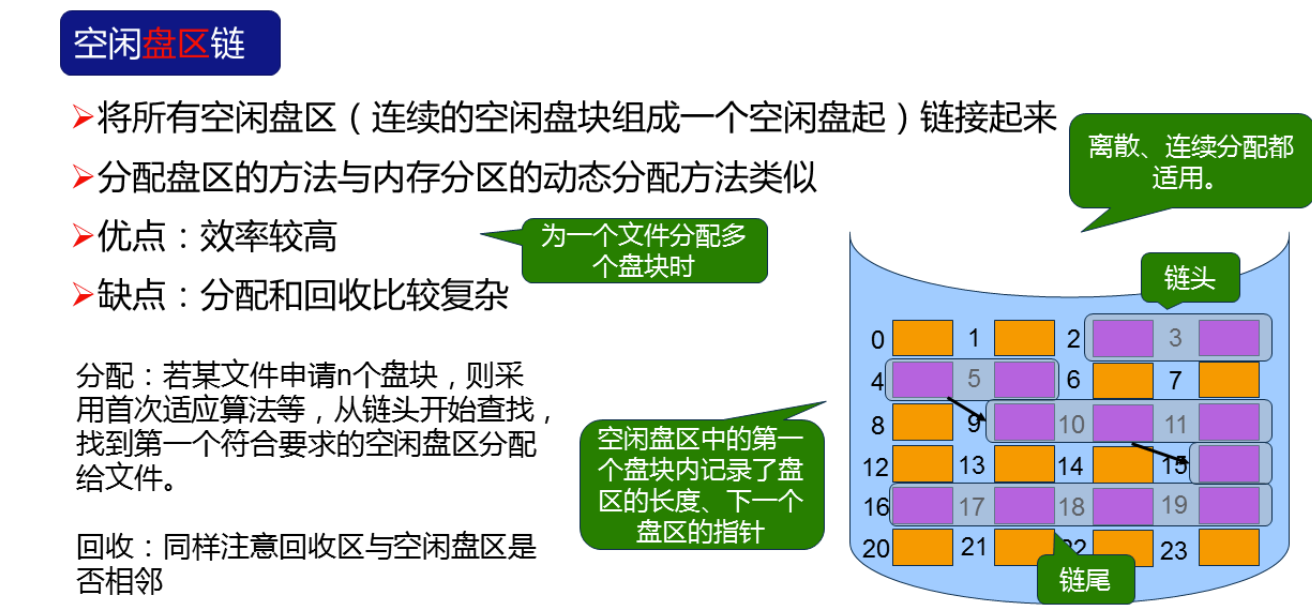 空闲盘区链
➢将所有空闲盘区（连续的空闲盘块组成一个空闲盘起）链接起来
离散、连续分配都
适用。
➢分配盘区的方法与内存分区的动态分配方法类似
➢优点：效率较高
为一个文件分配多
个盘块时
➢缺点：分配和回收比较复杂
分配：若某文件申请n个盘块，则采
用首次适应算法等，从链头开始查找，
找到第一个符合要求的空闲盘区分配
给文件。
回收：同样注意回收区与空闲盘区是
否相邻
空闲盘区中的第一
个盘块内记录了盘
区的长度、下一个
盘区的指针
链头
0 1 2 3
4 5 6 7
8 9 10 11
12 13 14 15
16 17 18 19
20 21 22 23
链尾